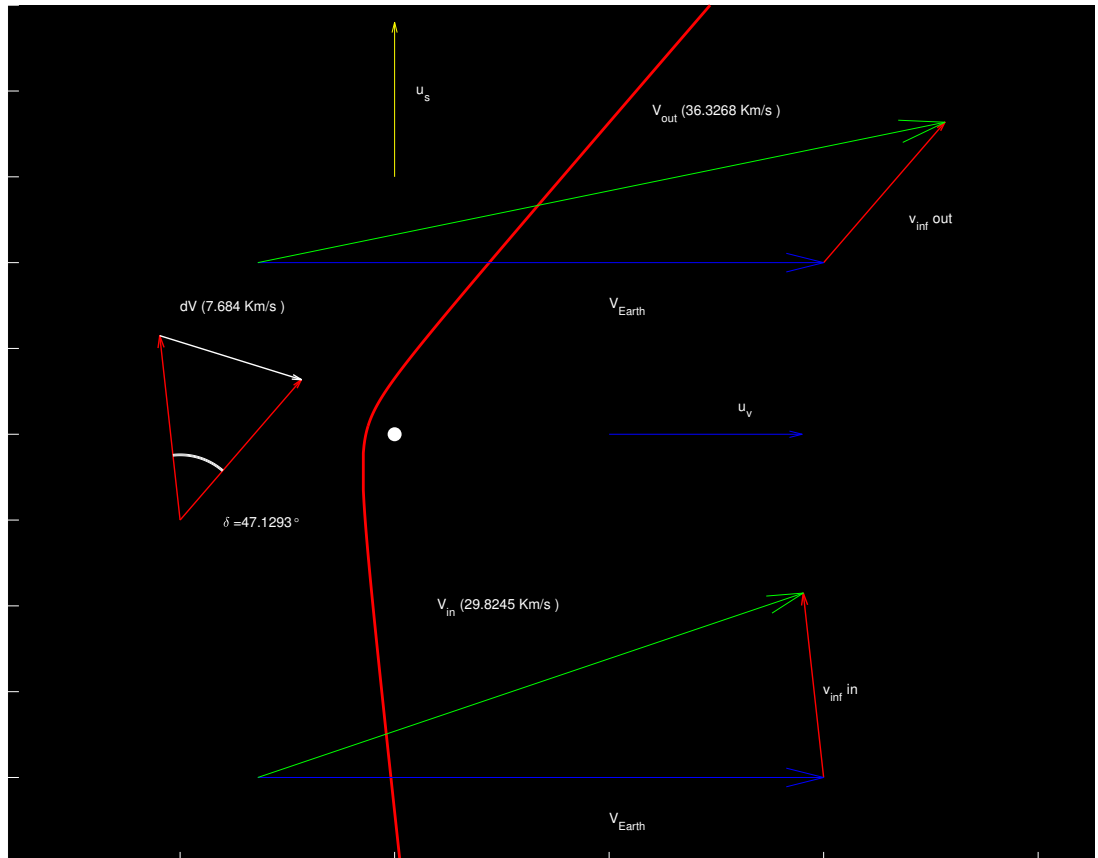 u_s
V_out (36.3268 Km/s )
v_inf out
dV (7.684 Km/s )
V_Earth
u_v
δ =47.1293°
V_in (29.8245 Km/s )
v_inf in
V_Earth